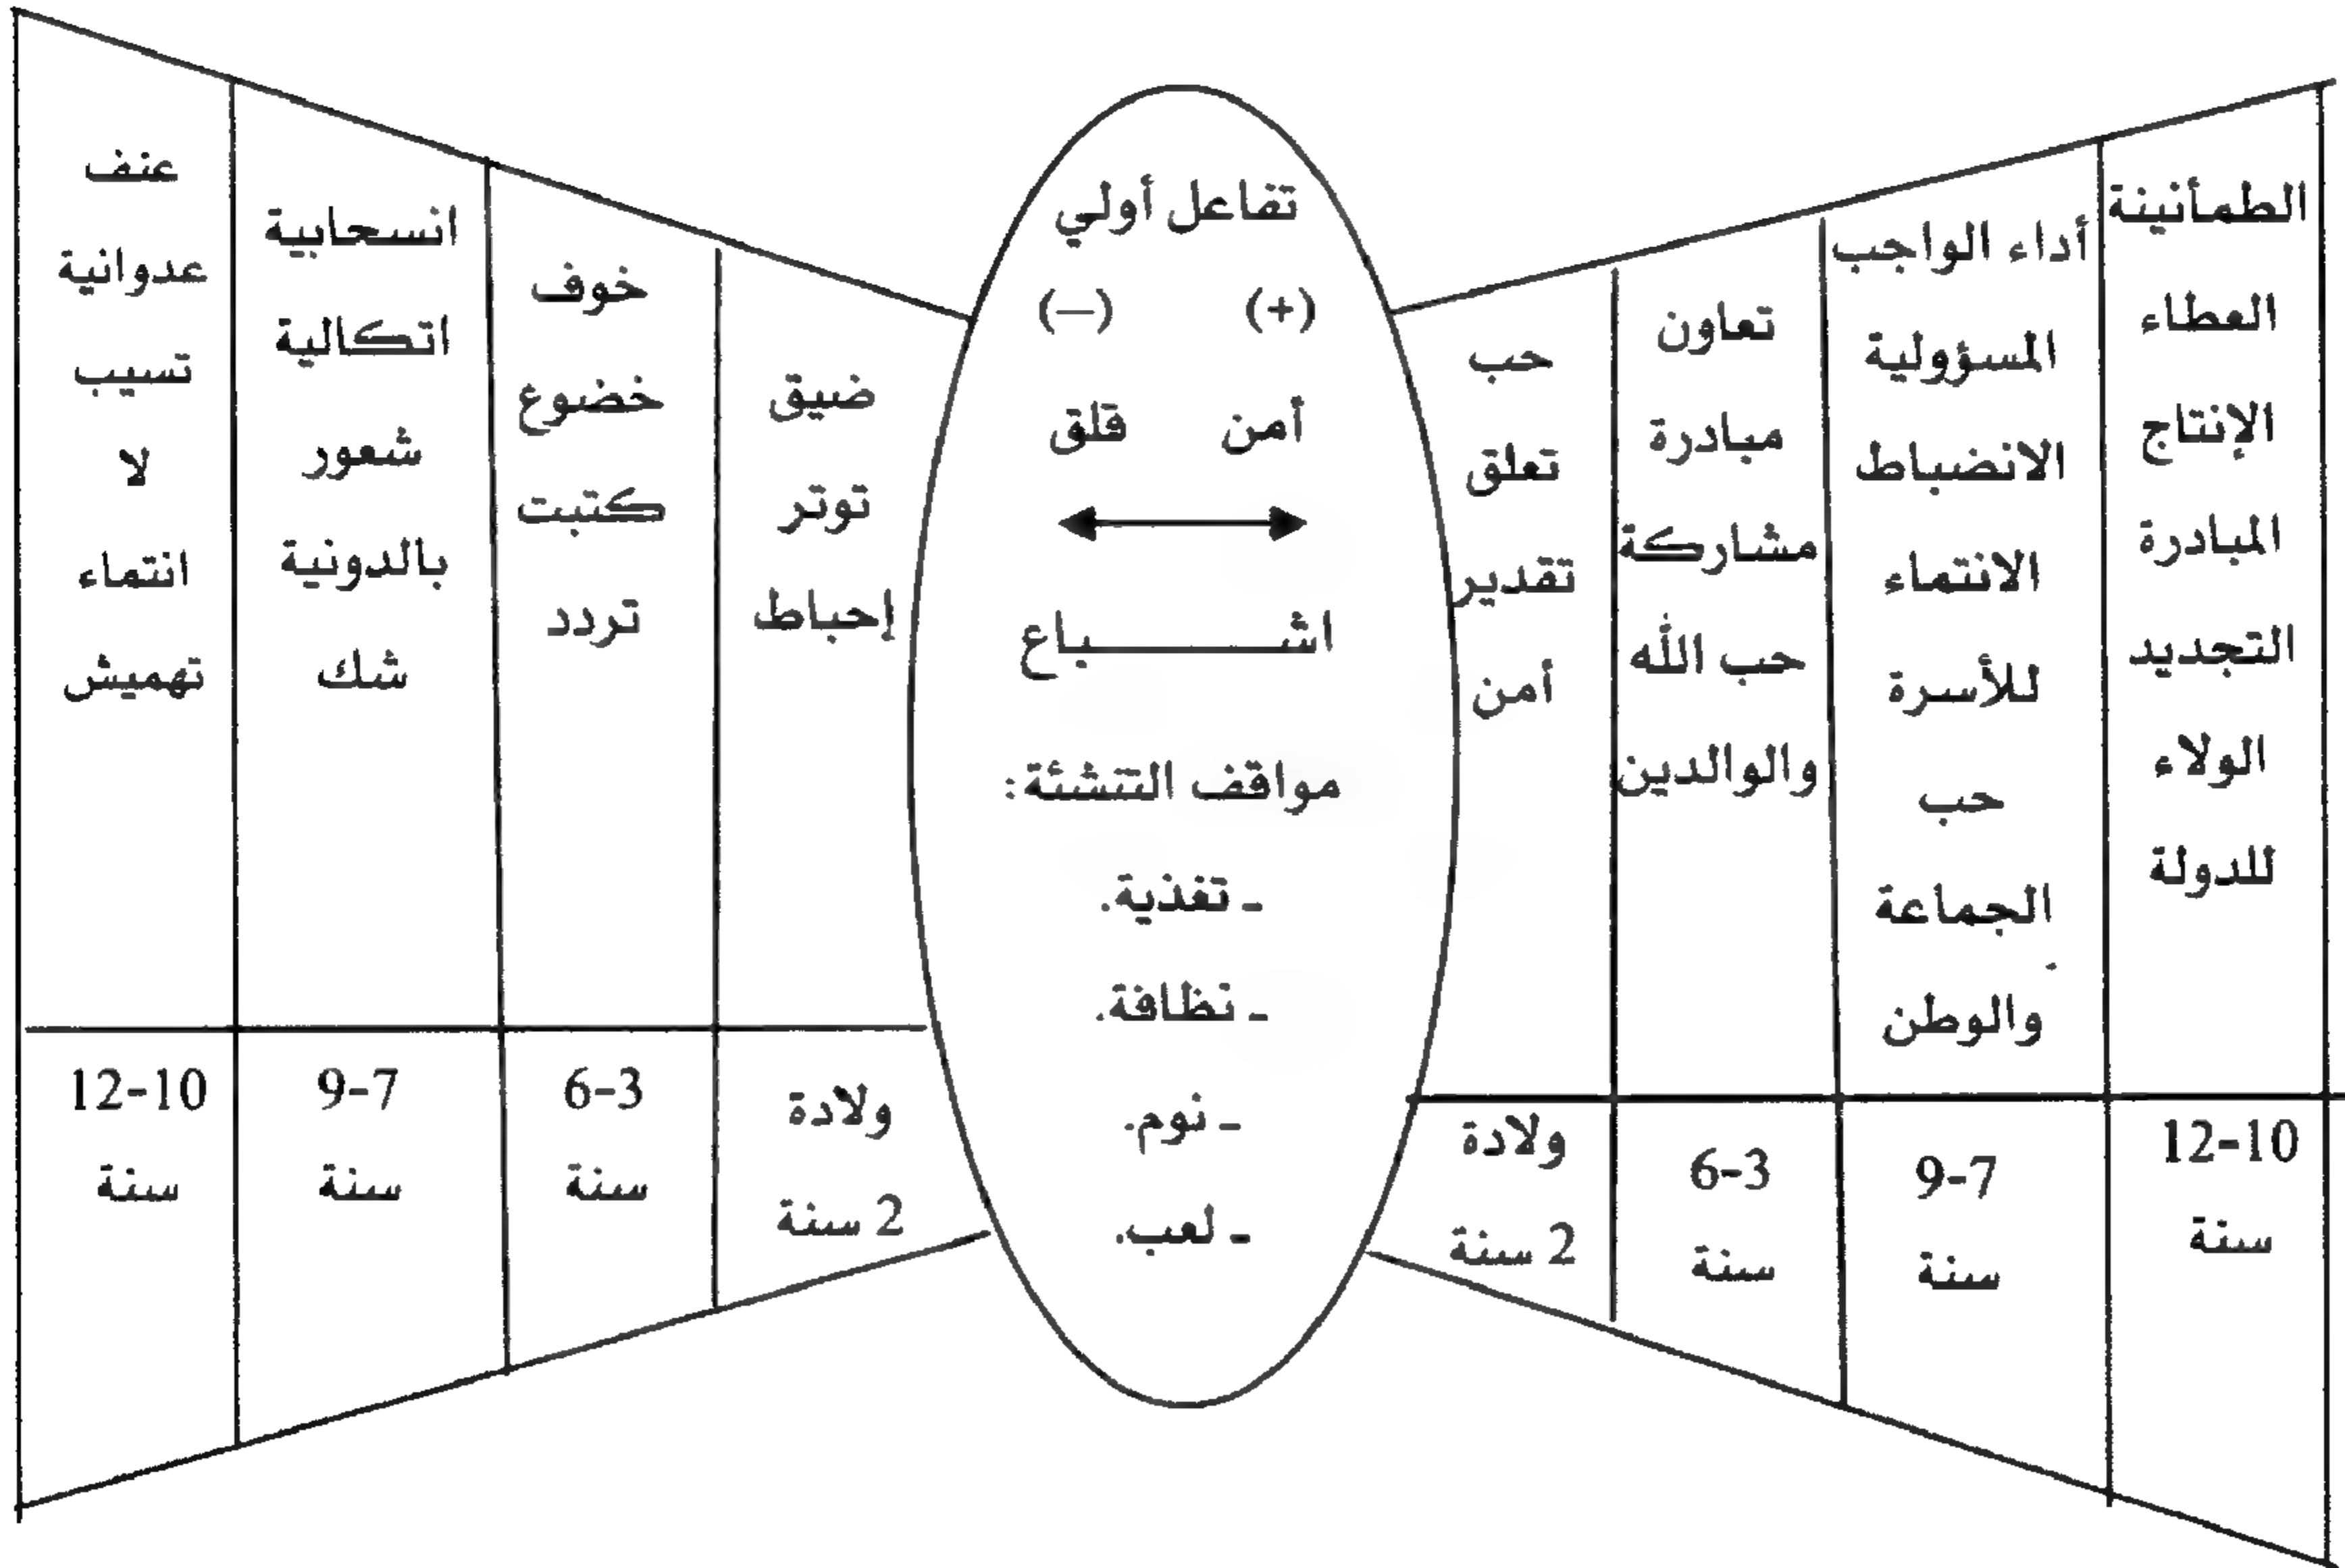 الطمأنينة
العطاء
الإنتاج
المبادرة
التجديد
الولاء
للدولة
12-10
سنة
أداء الواجب
المسؤولية
الانضباط
الانتماء
للأسرة
حب
الجماعة
والوطن
9-7
سنة
تعاون
مبادرة
مشاركة
حب الله
والوالدين
6-3
سنة
حب
تعلق
تقدير
أمن
ولادة
2 سنة
تفاعل أولي
(+) (—)
أمن قلق
اشـــــــباع
مواقف التنشئة:
ـ تغذية.
ـ نظافة.
ـ نوم.
ـ لعب.
ضيق
توتر
إحباط
ولادة
2 سنة
خوف
خضوع
كتبت
تردد
6-3
سنة
انسحابية
اتكالية
شعور
بالدونية
شك
9-7
سنة
عنف
عدوانية
تسيب
لا
انتماء
تهميش
12-10
سنة